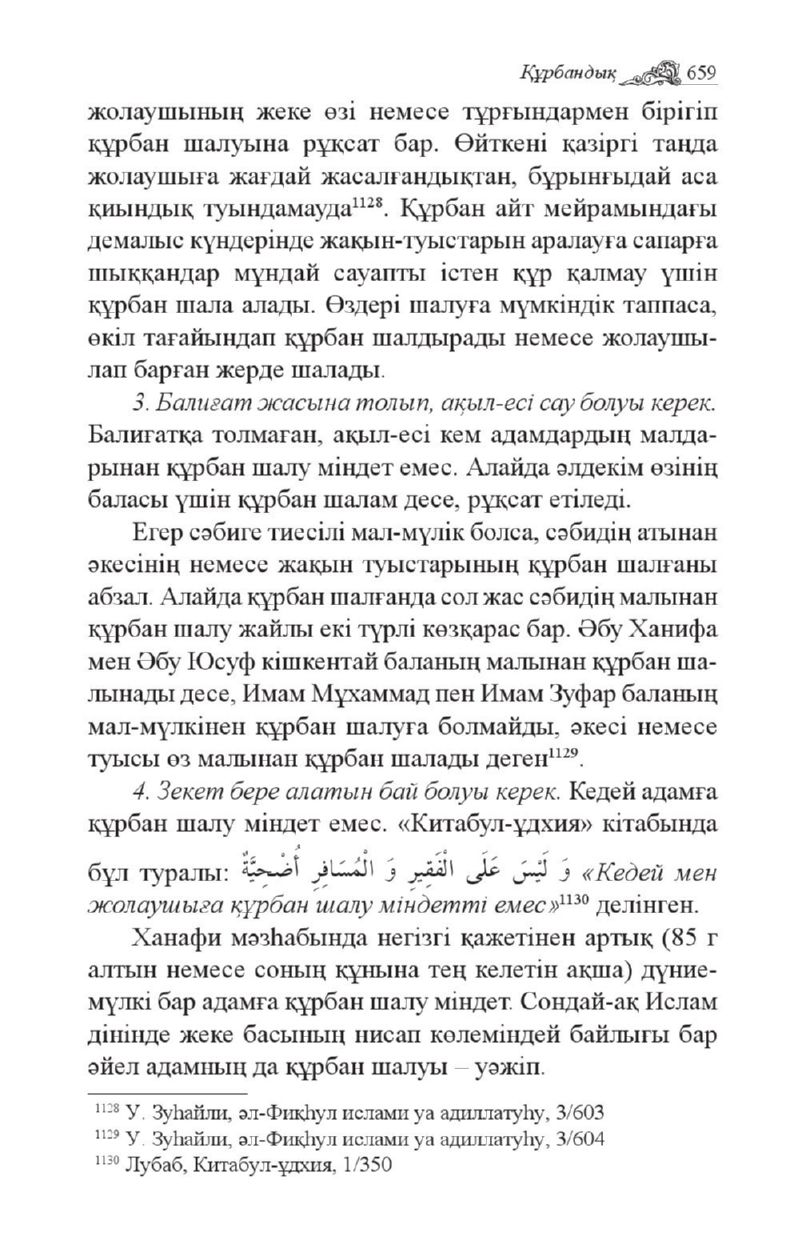 Құрбандық 659
жолаушының жеке өзі немесе тұрғындармен бірігіп
құрбан шалуына рұқсат бар. Өйткені қазіргі таңда
жолаушыға жағдай жасалғандықтан, бұрынғыдай аса
қиындық туындамауда¹¹²⁸. Құрбан айт мейрамындағы
демалыс күндерінде жақын-туыстарын аралауға сапарға
шыққандар мұндай сауапты істен құр қалмау үшін
құрбан шала алады. Өздері шалуға мүмкіндік таппаса,
өкіл тағайындап құрбан шалдырады немесе жолаушы-
лап барған жерде шалады.
3. Балиғат жасына толып, ақыл-есі сау болуы керек.
Балиғатқа толмаған, ақыл-есі кем адамдардың малда-
рынан құрбан шалу міндет емес. Алайда әлдекім өзінің
баласы үшін құрбан шалам десе, рұқсат етіледі.
Егер сәбиге тиесілі мал-мүлік болса, сәбидің атынан
әкесінің немесе жақын туыстарының құрбан шалғаны
абзал. Алайда құрбан шалғанда сол жас сәбидің малынан
құрбан шалу жайлы екі түрлі көзқарас бар. Әбу Ханифа
мен Әбу Юсуф кішкентай баланың малынан құрбан ша-
лынады десе, Имам Мұхаммад пен Имам Зуфар баланың
мал-мүлкінен құрбан шалуға болмайды, әкесі немесе
туысы өз малынан құрбан шалады деген¹¹²⁹.
4. Зекет бере алатын бай болуы керек. Кедей адамға
құрбан шалу міндет емес. «Китабул-ұдхия» кітабында
бұл туралы: وَ لَيْسَ عَلَى الْفَقِيرِ وَ الْمُسَافِرِ أُضْحِيَّةٌ «Кедей мен
жолаушыға құрбан шалу міндетті емес»¹¹³⁰ делінген.
Ханафи мәзһабында негізгі қажетінен артық (85 г
алтын немесе соның құнына тең келетін ақша) дүние-
мүлкі бар адамға құрбан шалу міндет. Сондай-ақ Ислам
дінінде жеке басының нисап көлеміндей байлығы бар
әйел адамның да құрбан шалуы – уәжіп.
¹¹²⁸ У. Зуһайли, әл-Фиқһул ислами уа адиллатуһу, 3/603
¹¹²⁹ У. Зуһайли, әл-Фиқһул ислами уа адиллатуһу, 3/604
¹¹³⁰ Лубаб, Китабул-ұдхия, 1/350